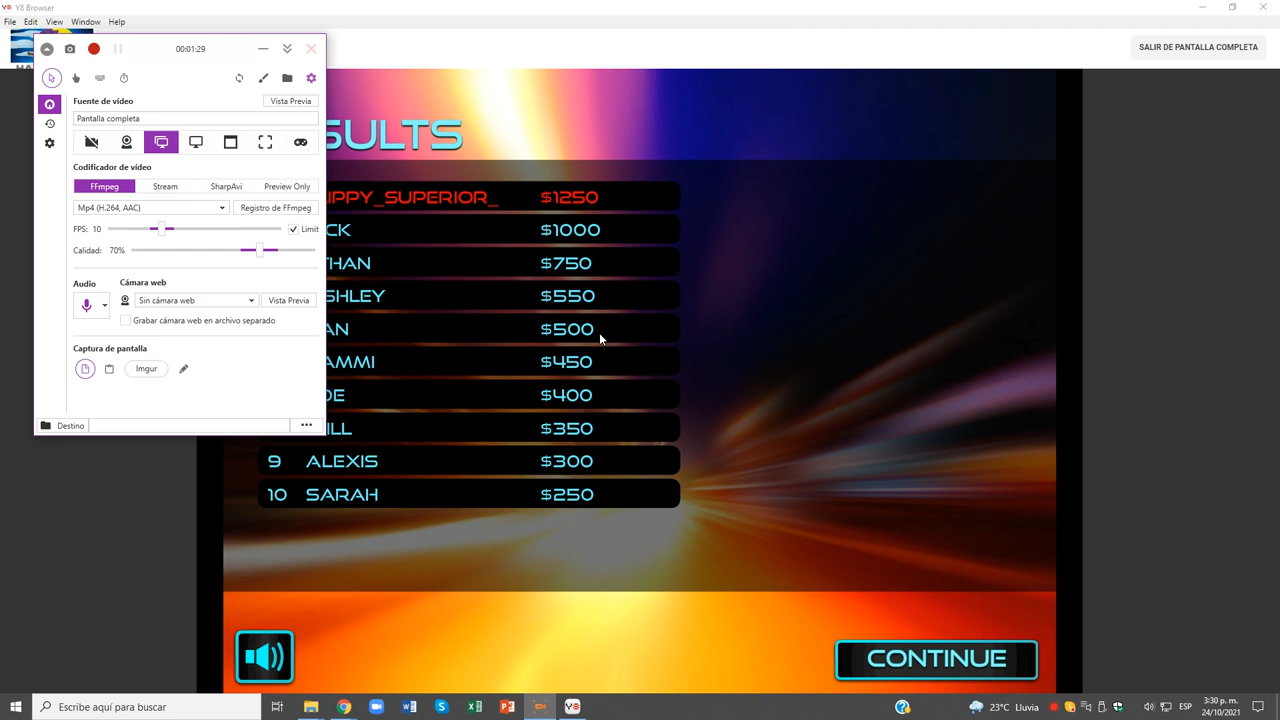 Y8 Browser
File Edit View Window Help
SALIR DE PANTALLA COMPLETA
00:01:29
Fuente de vídeo
Vista Previa
Pantalla completa
Codificador de vídeo
FFmpeg Stream SharpAvi Preview Only
Mp4 (H.264, AAC)
Registro de FFmpeg
FPS: 10
Limit
Calidad: 70%
Audio
Cámara web
Sin cámara web
Vista Previa
Grabar cámara web en archivo separado
Captura de pantalla
Imgur
Destino
SULTS
IPPY_SUPERIOR_ $1250
CK $1000
THAN $750
SHLEY $550
AN $500
AMMI $450
OE $400
ILL $350
9 ALEXIS $300
10 SARAH $250
CONTINUE
Escribe aquí para buscar
23°C Lluvia
ESP
3:30 p. m.
24/10/2021